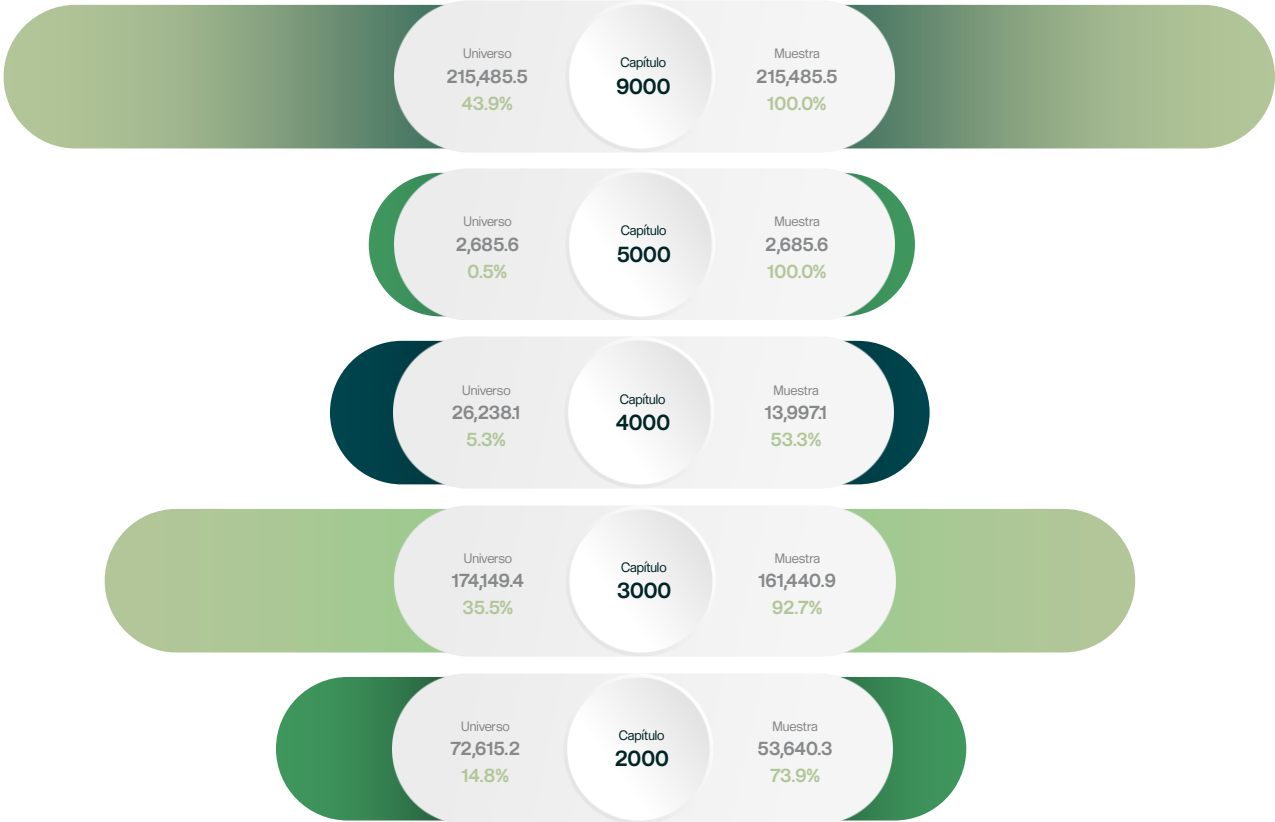 Universo
215,485.5
43.9%
Capítulo
9000
Muestra
215,485.5
100.0%
Universo
2,685.6
0.5%
Capítulo
5000
Muestra
2,685.6
100.0%
Universo
26,238.1
5.3%
Capítulo
4000
Muestra
13,997.1
53.3%
Universo
174,149.4
35.5%
Capítulo
3000
Muestra
161,440.9
92.7%
Universo
72,615.2
14.8%
Capítulo
2000
Muestra
53,640.3
73.9%